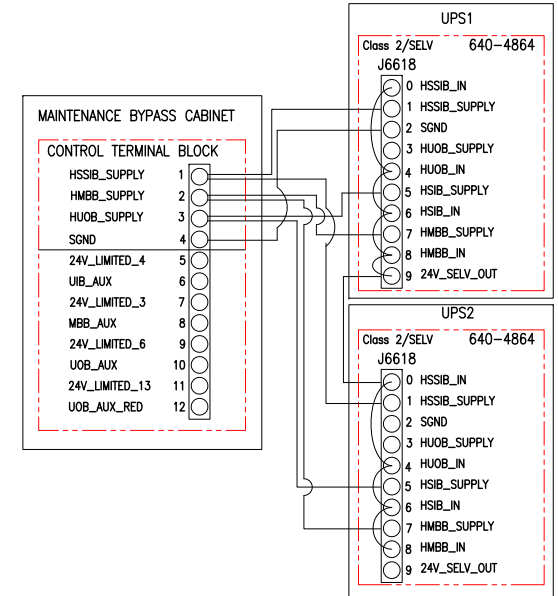 UPS1
Class 2/SELV 640-4864
J6618
0 HSSIB_IN
1 HSSIB_SUPPLY
2 SGND
3 HUOB_SUPPLY
4 HUOB_IN
5 HSIB_SUPPLY
6 HSIB_IN
7 HMBB_SUPPLY
8 HMBB_IN
9 24V_SELV_OUT
MAINTENANCE BYPASS CABINET
CONTROL TERMINAL BLOCK
HSSIB_SUPPLY 1
HMBB_SUPPLY 2
HUOB_SUPPLY 3
SGND 4
24V_LIMITED_4 5
UIB_AUX 6
24V_LIMITED_3 7
MBB_AUX 8
24V_LIMITED_6 9
UOB_AUX 10
24V_LIMITED_13 11
UOB_AUX_RED 12
UPS2
Class 2/SELV 640-4864
J6618
0 HSSIB_IN
1 HSSIB_SUPPLY
2 SGND
3 HUOB_SUPPLY
4 HUOB_IN
5 HSIB_SUPPLY
6 HSIB_IN
7 HMBB_SUPPLY
8 HMBB_IN
9 24V_SELV_OUT